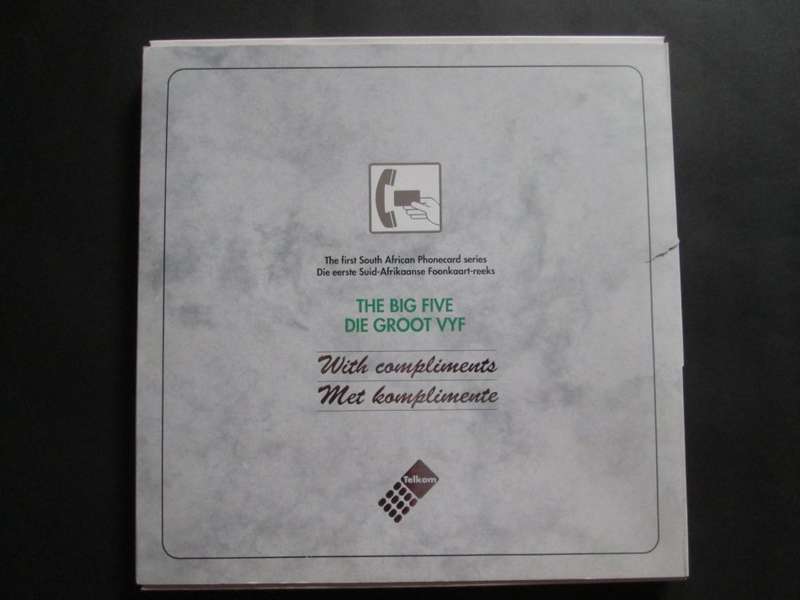 The first South African Phonecard series
Die eerste Suid-Afrikaanse Foonkaart-reeks
THE BIG FIVE
DIE GROOT VYF
With compliments
Met komplimente
Telkom